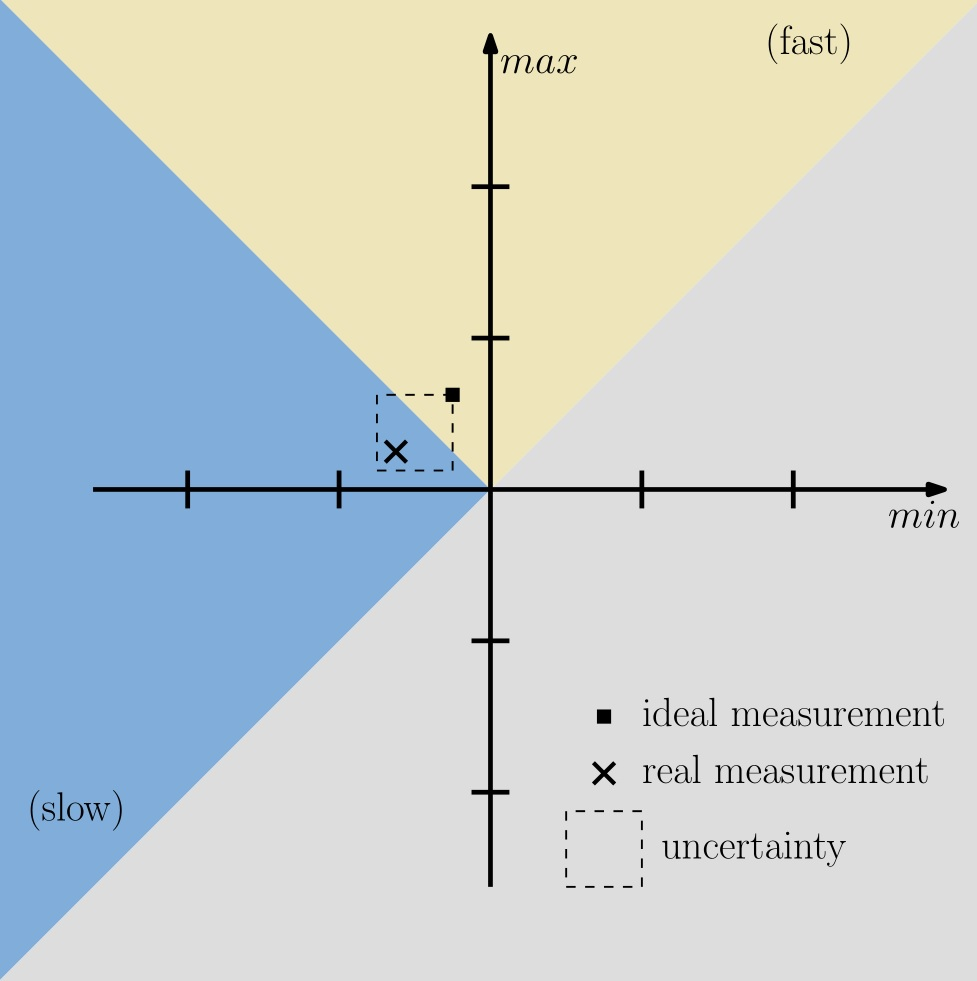 (fast)
max
min
ideal measurement
real measurement
(slow)
uncertainty